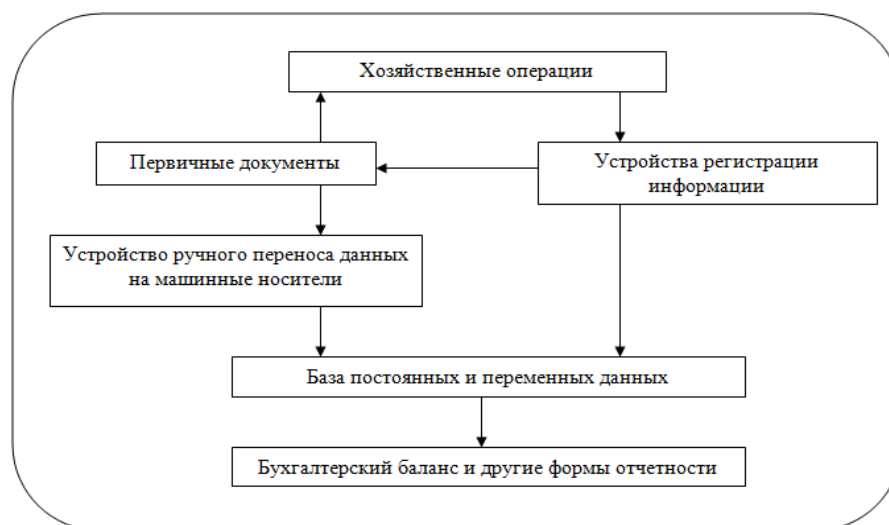 Хозяйственные операции
Первичные документы
Устройства регистрации
информации
Устройство ручного переноса данных
на машинные носители
База постоянных и переменных данных
Бухгалтерский баланс и другие формы отчетности